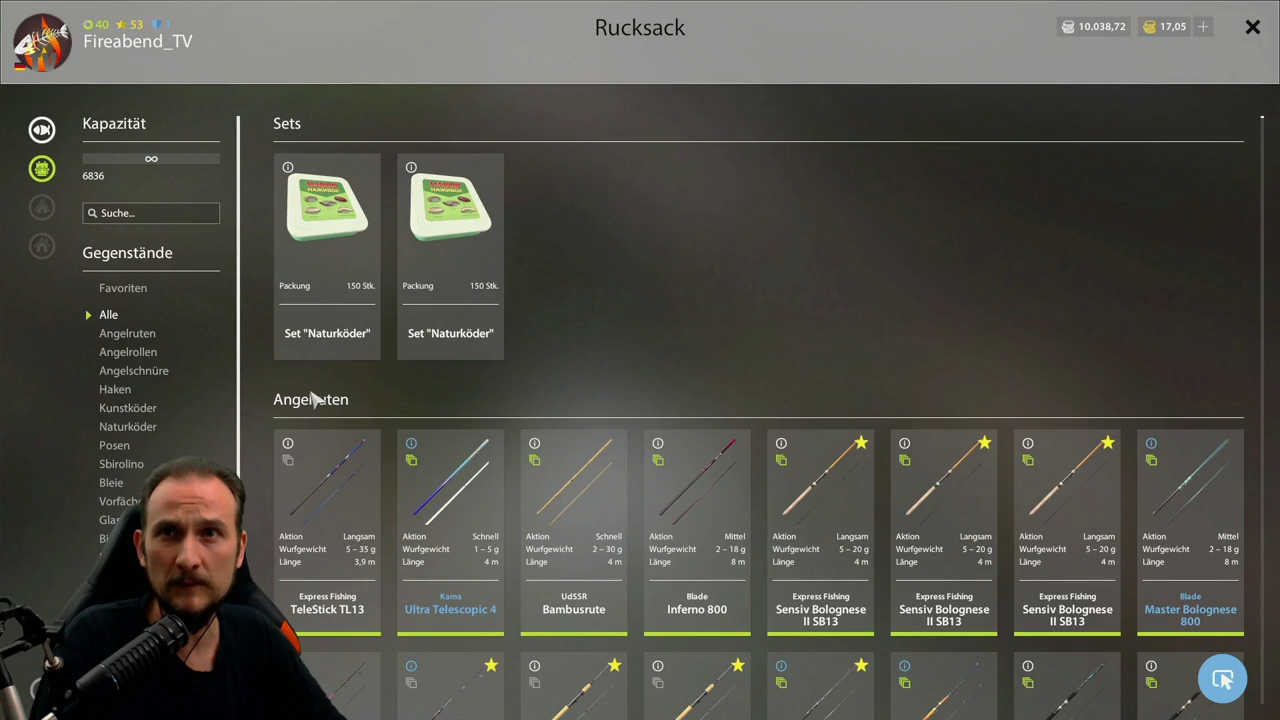 40 53 1
Fireabend_TV
Rucksack
10.038,72
17,05
Kapazität
∞
6836
Suche...
Gegenstände
Favoriten
Alle
Angelruten
Angelrollen
Angelschnüre
Haken
Kunstköder
Naturköder
Posen
Sbirolino
Bleie
Sets
Packung 150 Stk.
Set "Naturköder"
Packung 150 Stk.
Set "Naturköder"
Angelruten
Aktion Langsam
Wurfgewicht 5 – 35 g
Länge 3,9 m
Express Fishing
TeleStick TL13
Aktion Schnell
Wurfgewicht 1 – 5 g
Länge 4 m
Kama
Ultra Telescopic 4
Aktion Schnell
Wurfgewicht 2 – 30 g
Länge 4 m
UdSSR
Bambusrute
Aktion Mittel
Wurfgewicht 2 – 18 g
Länge 8 m
Blade
Inferno 800
Aktion Langsam
Wurfgewicht 5 – 20 g
Länge 4 m
Express Fishing
Sensiv Bolognese
II SB13
Aktion Langsam
Wurfgewicht 5 – 20 g
Länge 4 m
Express Fishing
Sensiv Bolognese
II SB13
Aktion Langsam
Wurfgewicht 5 – 20 g
Länge 4 m
Express Fishing
Sensiv Bolognese
II SB13
Aktion Mittel
Wurfgewicht 2 – 18 g
Länge 8 m
Blade
Master Bolognese
800